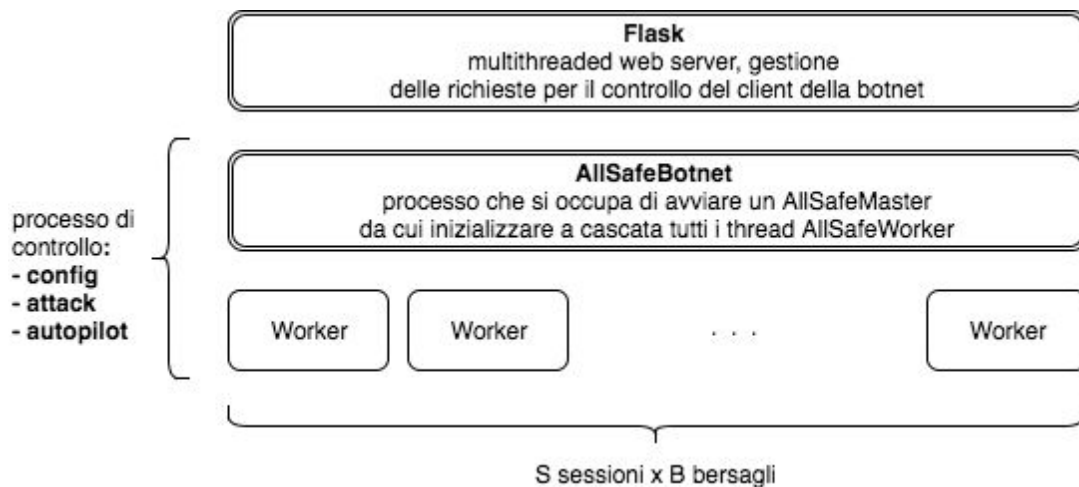 Flask
multithreaded web server, gestione
delle richieste per il controllo del client della botnet
AllSafeBotnet
processo che si occupa di avviare un AllSafeMaster
da cui inizializzare a cascata tutti i thread AllSafeWorker
processo di
controllo:
- config
- attack
- autopilot
Worker
Worker
. . .
Worker
S sessioni x B bersagli